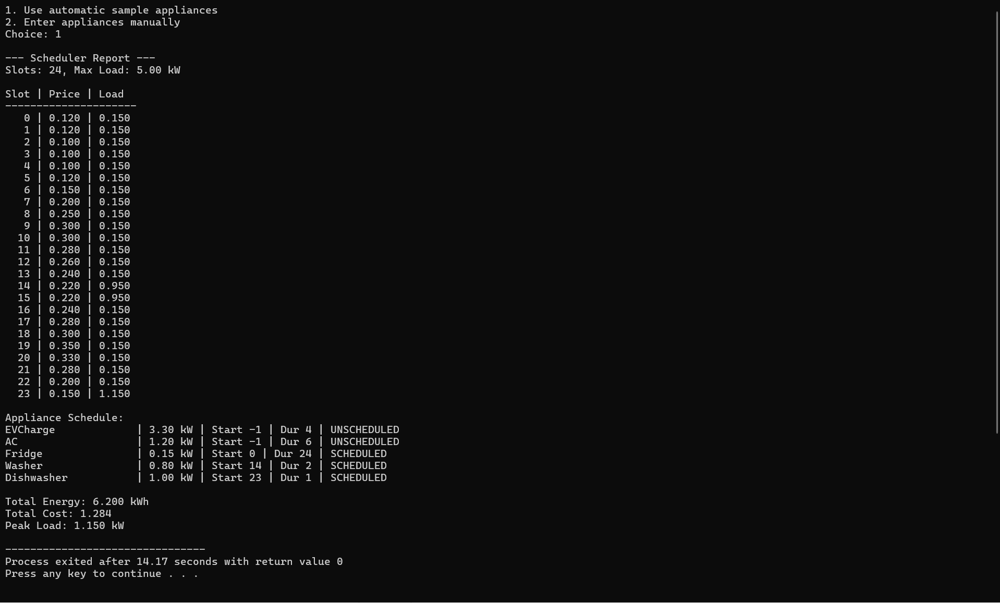 1. Use automatic sample appliances
2. Enter appliances manually
Choice: 1
--- Scheduler Report ---
Slots: 24, Max Load: 5.00 kW
Slot | Price | Load
---------------------
   0 | 0.120 | 0.150
   1 | 0.120 | 0.150
   2 | 0.100 | 0.150
   3 | 0.100 | 0.150
   4 | 0.100 | 0.150
   5 | 0.120 | 0.150
   6 | 0.150 | 0.150
   7 | 0.200 | 0.150
   8 | 0.250 | 0.150
   9 | 0.300 | 0.150
  10 | 0.300 | 0.150
  11 | 0.280 | 0.150
  12 | 0.260 | 0.150
  13 | 0.240 | 0.150
  14 | 0.220 | 0.950
  15 | 0.220 | 0.950
  16 | 0.240 | 0.150
  17 | 0.280 | 0.150
  18 | 0.300 | 0.150
  19 | 0.350 | 0.150
  20 | 0.330 | 0.150
  21 | 0.280 | 0.150
  22 | 0.200 | 0.150
  23 | 0.150 | 1.150
Appliance Schedule:
EVCharge             | 3.30 kW | Start -1 | Dur 4 | UNSCHEDULED
AC                   | 1.20 kW | Start -1 | Dur 6 | UNSCHEDULED
Fridge               | 0.15 kW | Start 0 | Dur 24 | SCHEDULED
Washer               | 0.80 kW | Start 14 | Dur 2 | SCHEDULED
Dishwasher           | 1.00 kW | Start 23 | Dur 1 | SCHEDULED
Total Energy: 6.200 kWh
Total Cost: 1.284
Peak Load: 1.150 kW
--------------------------------
Process exited after 14.17 seconds with return value 0
Press any key to continue . . .